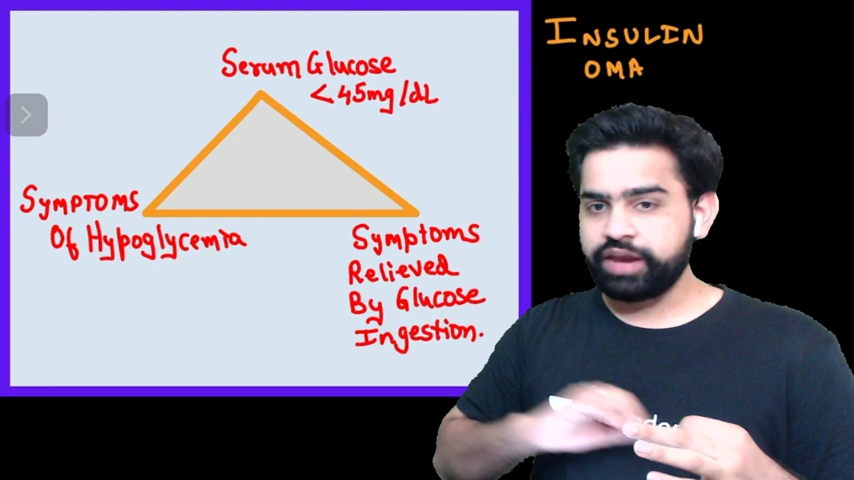 INSULIN
OMA
Serum Glucose
<45mg/dL
SYMPTOMS
Of Hypoglycemia
Symptoms
Relieved
By Glucose
Ingestion.